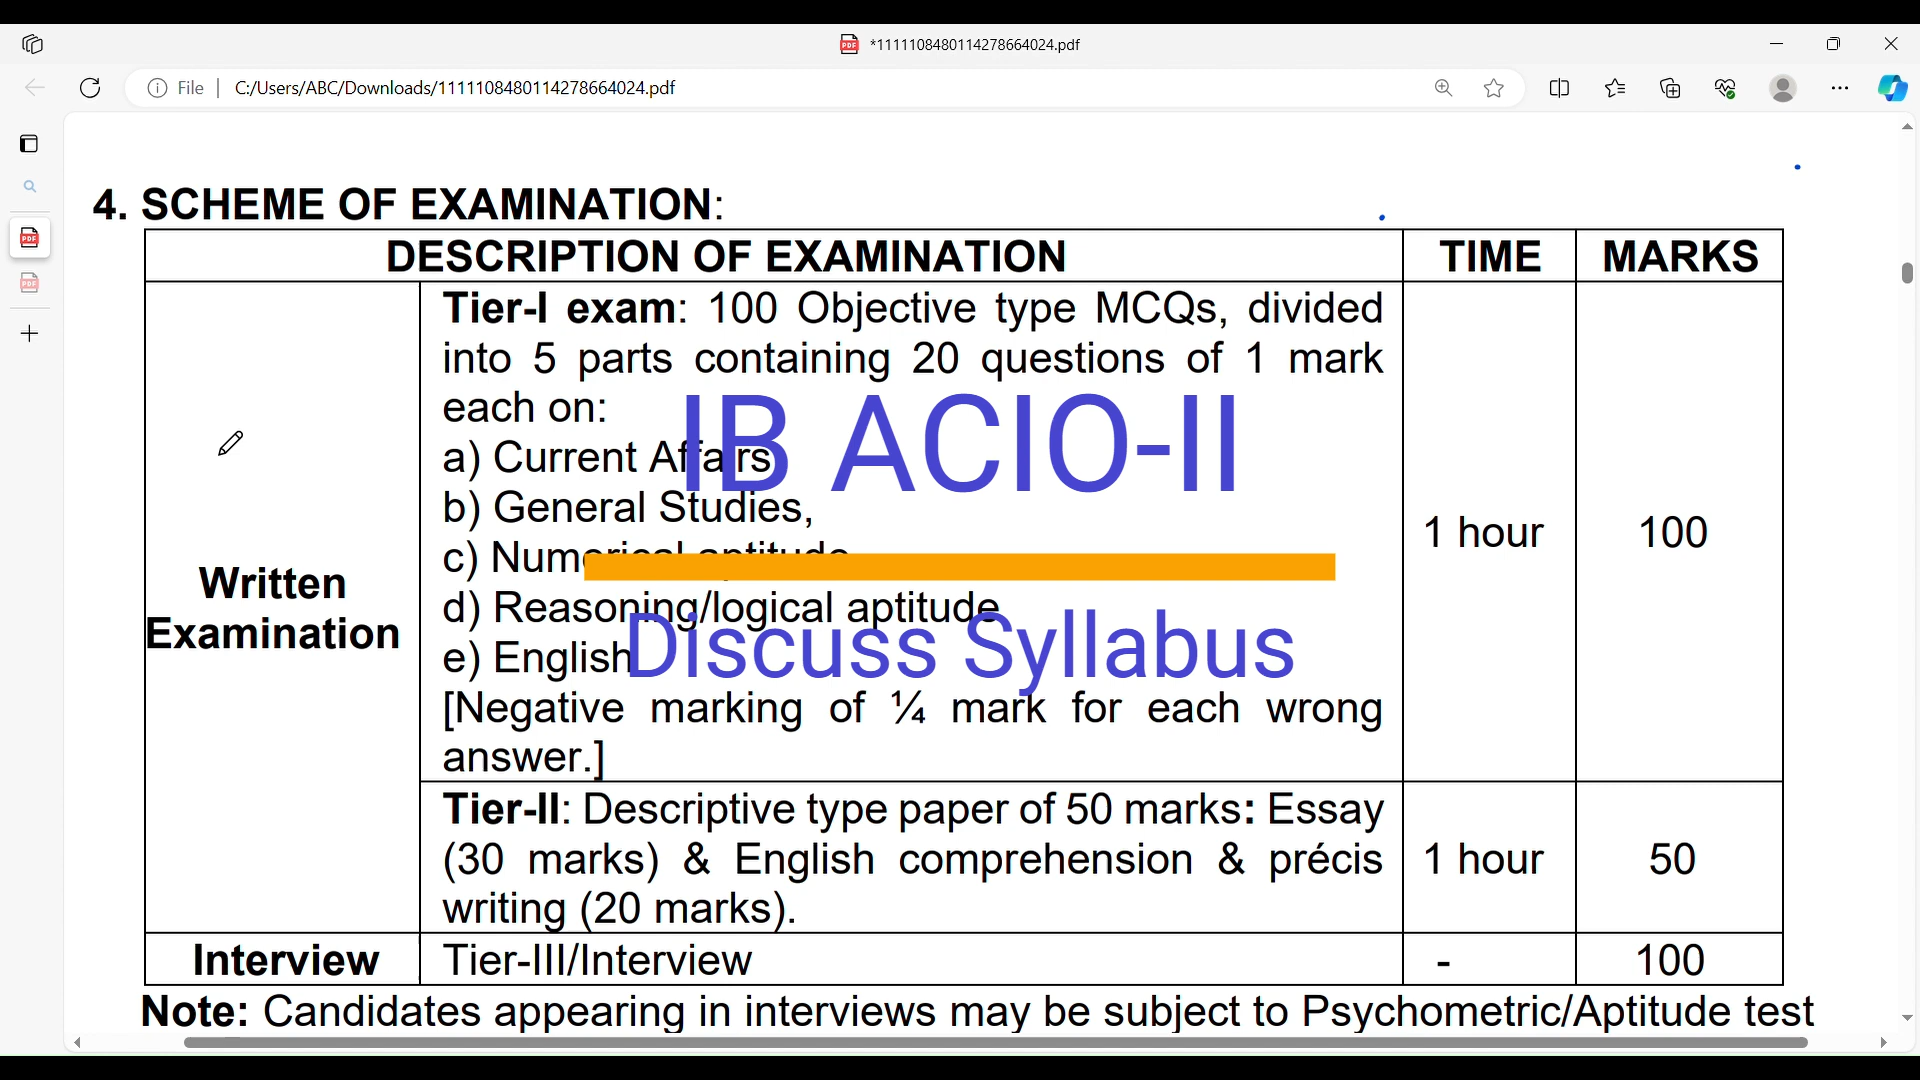 *1111108480114278664024.pdf
File | C:/Users/ABC/Downloads/1111108480114278664024.pdf
4. SCHEME OF EXAMINATION:
DESCRIPTION OF EXAMINATION TIME MARKS
Written
Examination
Tier-I exam: 100 Objective type MCQs, divided
into 5 parts containing 20 questions of 1 mark
each on:
a) Current Affairs
b) General Studies,
c) Numerical aptitude
d) Reasoning/logical aptitude
e) English
[Negative marking of ¼ mark for each wrong
answer.]
1 hour 100
IB ACIO-II
Discuss Syllabus
Tier-II: Descriptive type paper of 50 marks: Essay
(30 marks) & English comprehension & précis
writing (20 marks).
1 hour 50
Interview Tier-III/Interview - 100
Note: Candidates appearing in interviews may be subject to Psychometric/Aptitude test